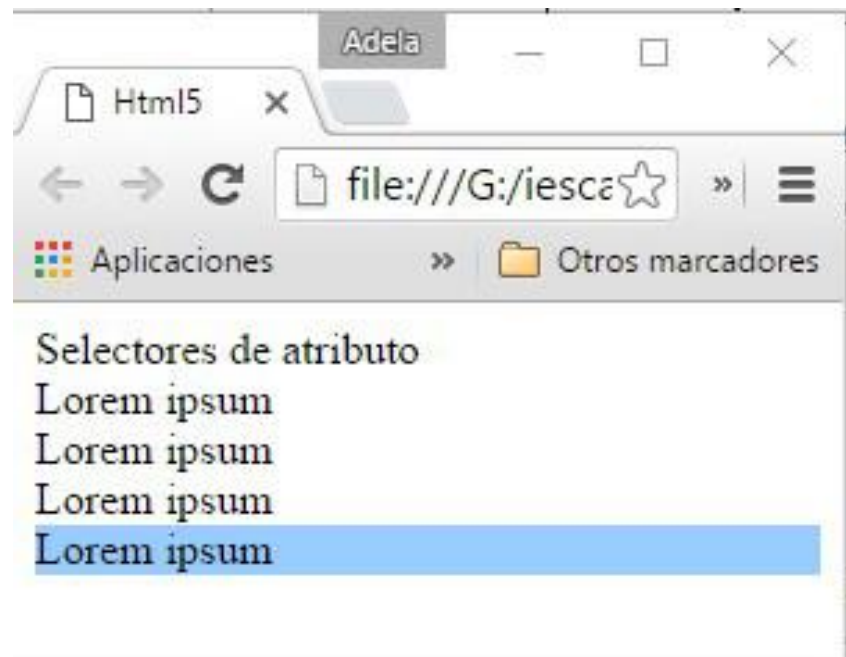 Adela
Html5
file:///G:/iesca
Aplicaciones
Otros marcadores
Selectores de atributo
Lorem ipsum
Lorem ipsum
Lorem ipsum
Lorem ipsum